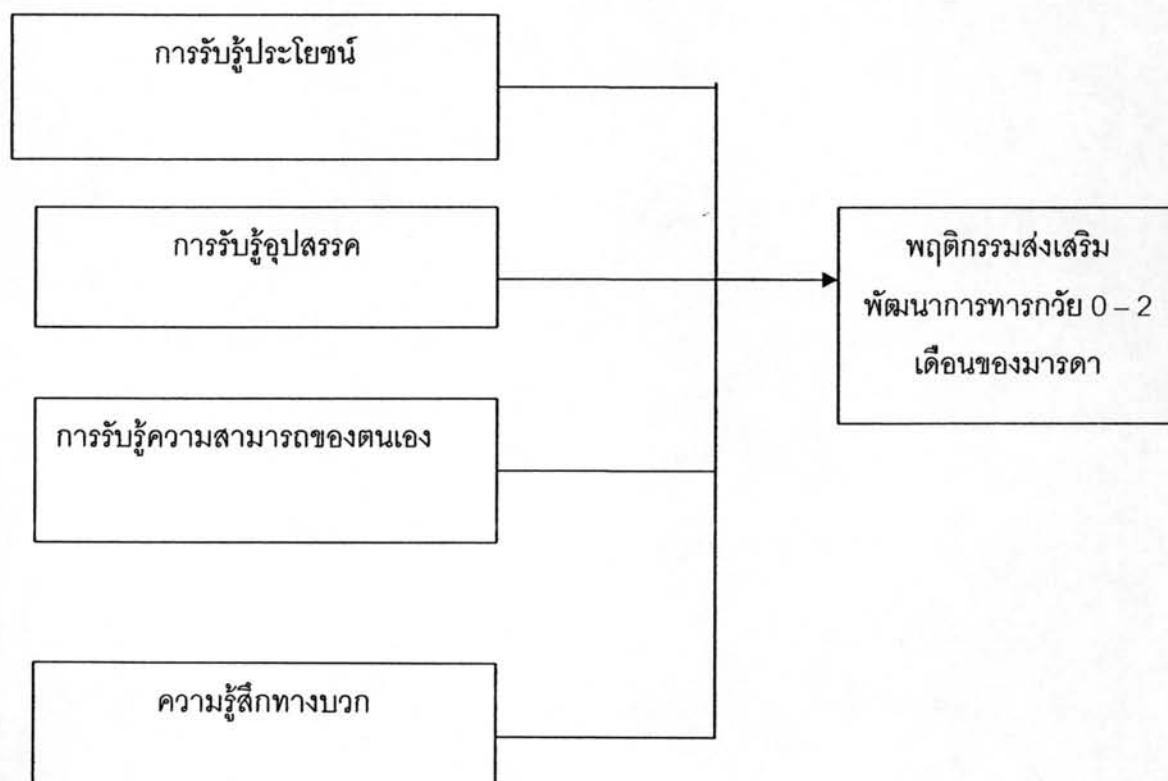 การรับรู้ประโยชน์
การรับรู้อุปสรรค
การรับรู้ความสามารถของตนเอง
ความรู้สึกทางบวก
พฤติกรรมส่งเสริม
พัฒนาการทารกวัย 0 – 2
เดือนของมารดา